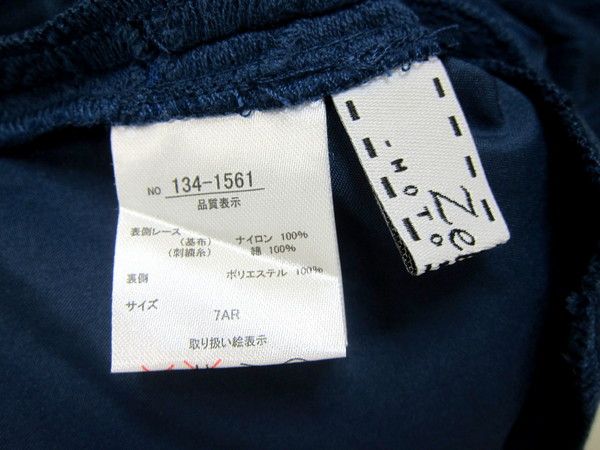 NO 134-1561
品質表示
表側レース
(基布) ナイロン 100%
(刺繍糸) 綿 100%
裏側 ポリエステル 100%
サイズ
7AR
取り扱い絵表示